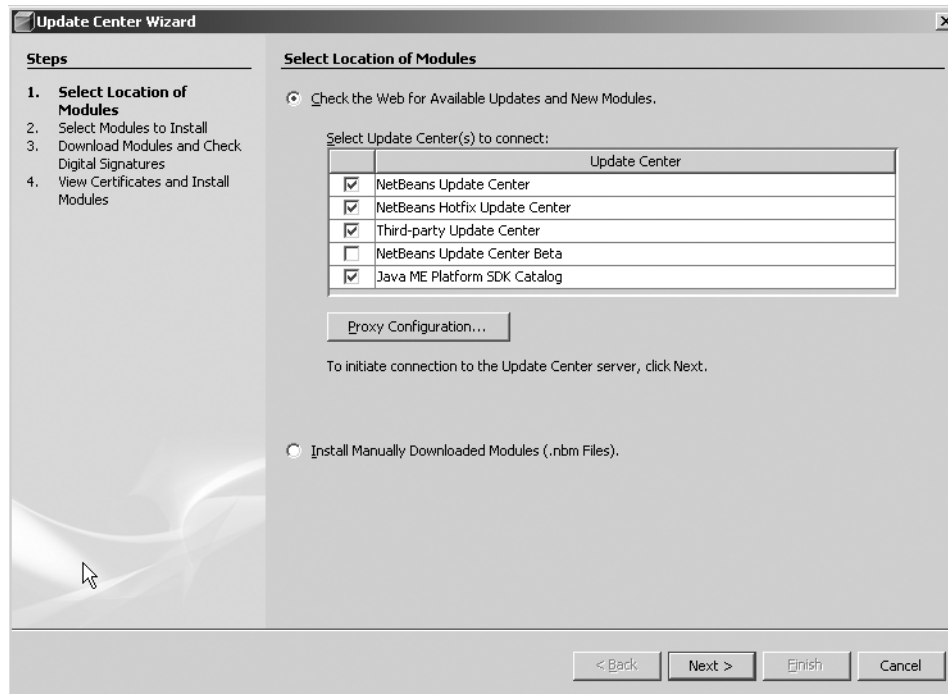 Update Center Wizard
Steps
1. Select Location of
Modules
2. Select Modules to Install
3. Download Modules and Check
Digital Signatures
4. View Certificates and Install
Modules
Select Location of Modules
Check the Web for Available Updates and New Modules.
Select Update Center(s) to connect:
Update Center
NetBeans Update Center
NetBeans Hotfix Update Center
Third-party Update Center
NetBeans Update Center Beta
Java ME Platform SDK Catalog
Proxy Configuration...
To initiate connection to the Update Center server, click Next.
Install Manually Downloaded Modules (.nbm Files).
< Back
Next >
Finish
Cancel